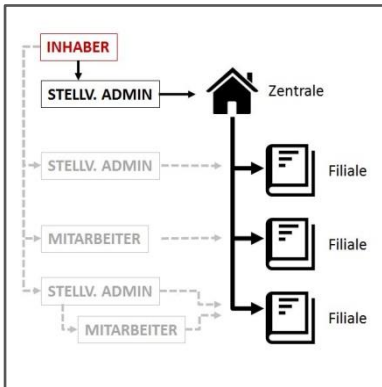 INHABER
STELLV. ADMIN
Zentrale
STELLV. ADMIN
Filiale
MITARBEITER
Filiale
STELLV. ADMIN
MITARBEITER
Filiale